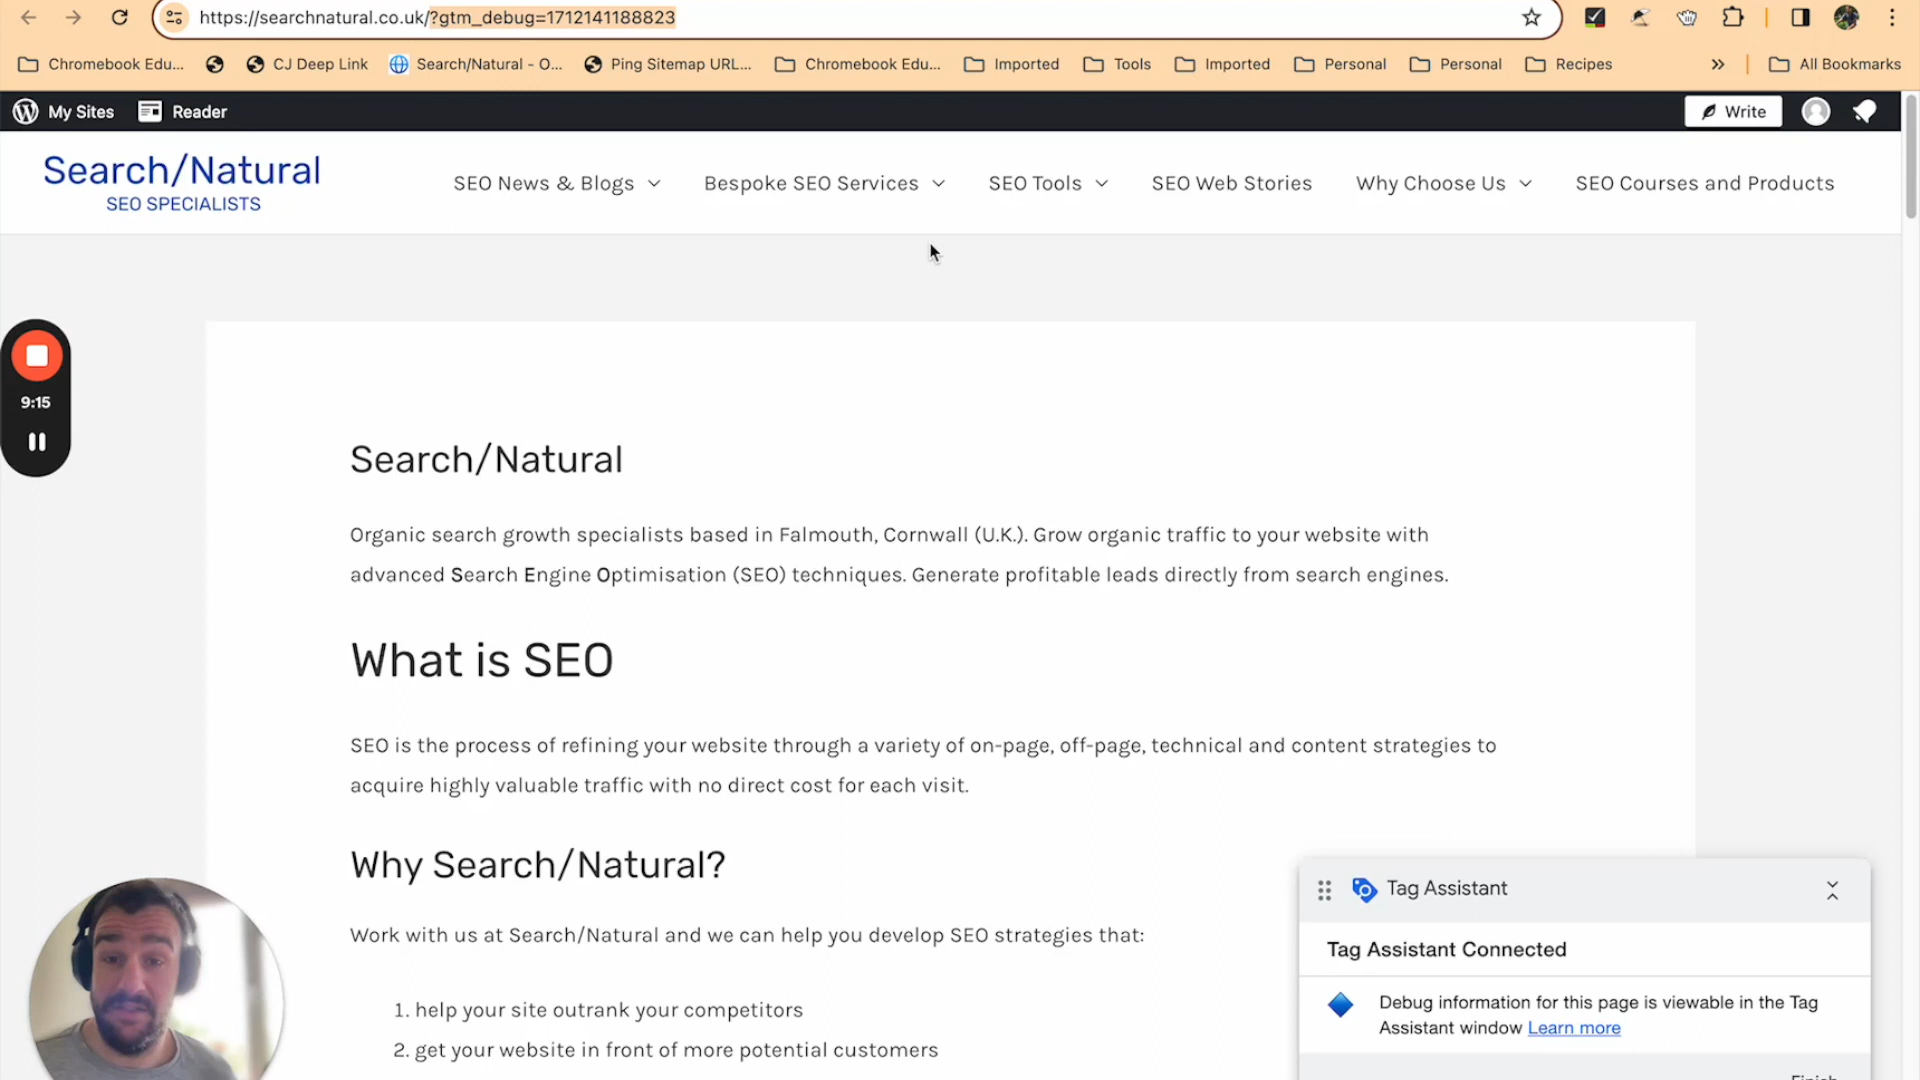 https://searchnatural.co.uk/?gtm_debug=1712141188823
Chromebook Edu... CJ Deep Link Search/Natural - O... Ping Sitemap URL... Chromebook Edu... Imported Tools Imported Personal Personal Recipes » All Bookmarks
My Sites Reader Write
Search/Natural
SEO SPECIALISTS
SEO News & Blogs Bespoke SEO Services SEO Tools SEO Web Stories Why Choose Us SEO Courses and Products
9:15
Search/Natural
Organic search growth specialists based in Falmouth, Cornwall (U.K.). Grow organic traffic to your website with
advanced Search Engine Optimisation (SEO) techniques. Generate profitable leads directly from search engines.
What is SEO
SEO is the process of refining your website through a variety of on-page, off-page, technical and content strategies to
acquire highly valuable traffic with no direct cost for each visit.
Why Search/Natural?
Work with us at Search/Natural and we can help you develop SEO strategies that:
1. help your site outrank your competitors
2. get your website in front of more potential customers
Tag Assistant
Tag Assistant Connected
Debug information for this page is viewable in the Tag
Assistant window Learn more